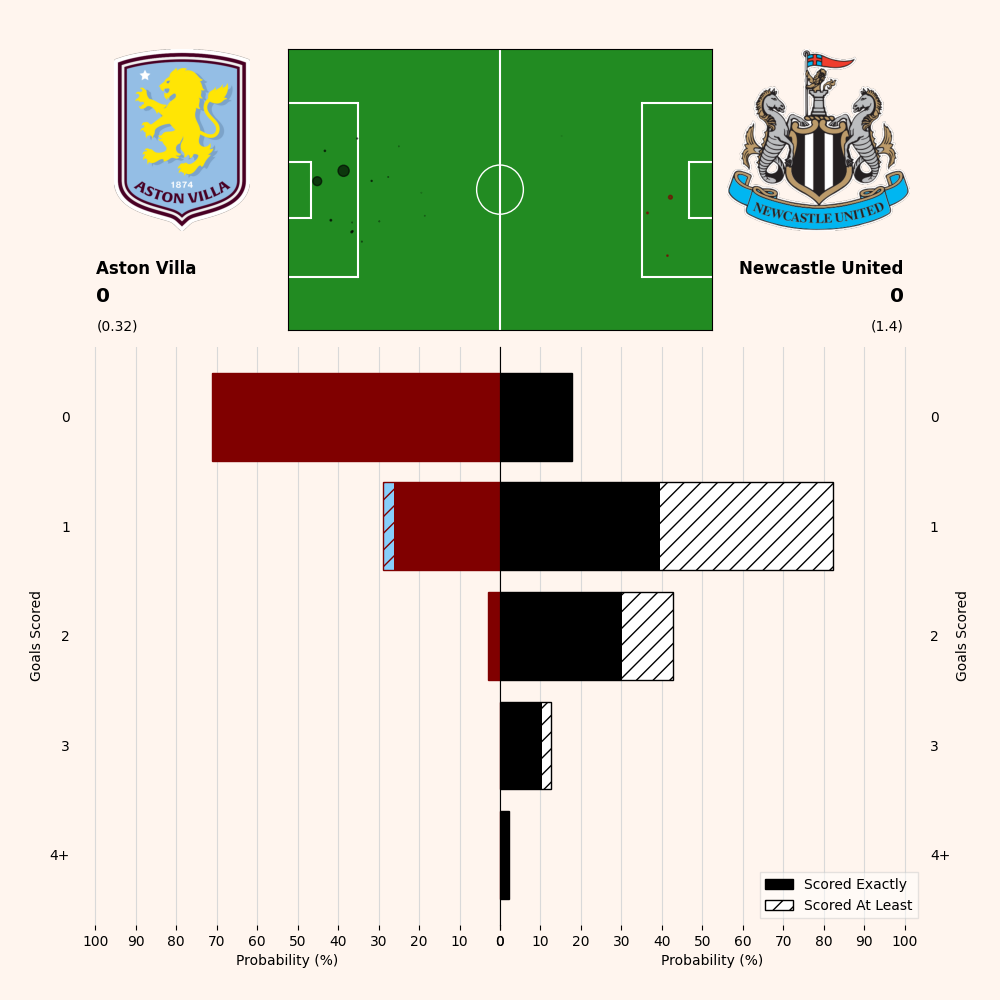 1874
ASTON VILLA
NEWCASTLE UNITED
Aston Villa
0
(0.32)
Newcastle United
0
(1.4)
0
1
2
3
4+
Goals Scored
0
1
2
3
4+
Goals Scored
Scored Exactly
Scored At Least
100 90 80 70 60 50 40 30 20 10 0 10 20 30 40 50 60 70 80 90 100
Probability (%)
Probability (%)